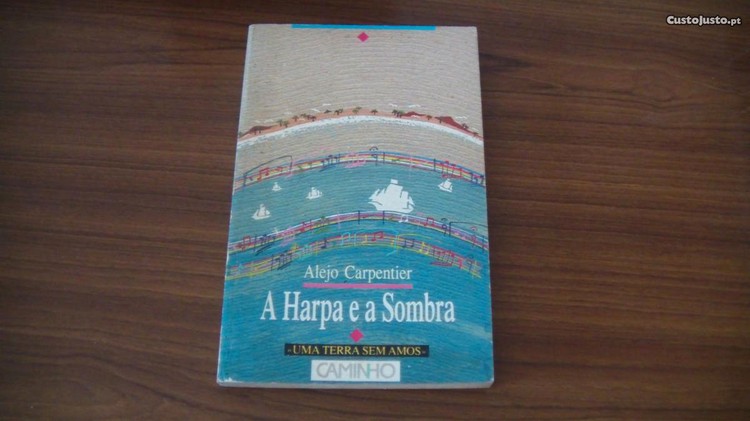 CustoJusto.pt
Alejo Carpentier
A Harpa e a Sombra
- UMA TERRA SEM AMOS -
CAMINHO